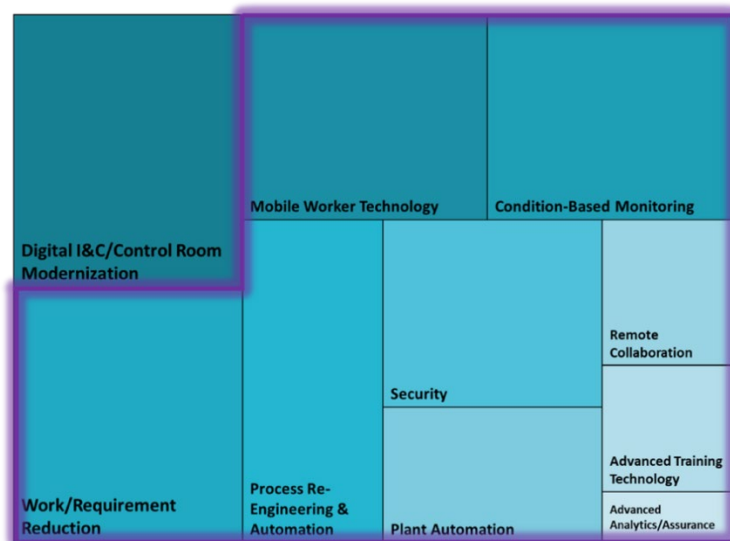 Mobile Worker Technology
Condition-Based Monitoring
Digital I&C/Control Room
Modernization
Remote
Collaboration
Security
Advanced Training
Technology
Work/Requirement
Reduction
Process Re-
Engineering &
Automation
Plant Automation
Advanced
Analytics/Assurance